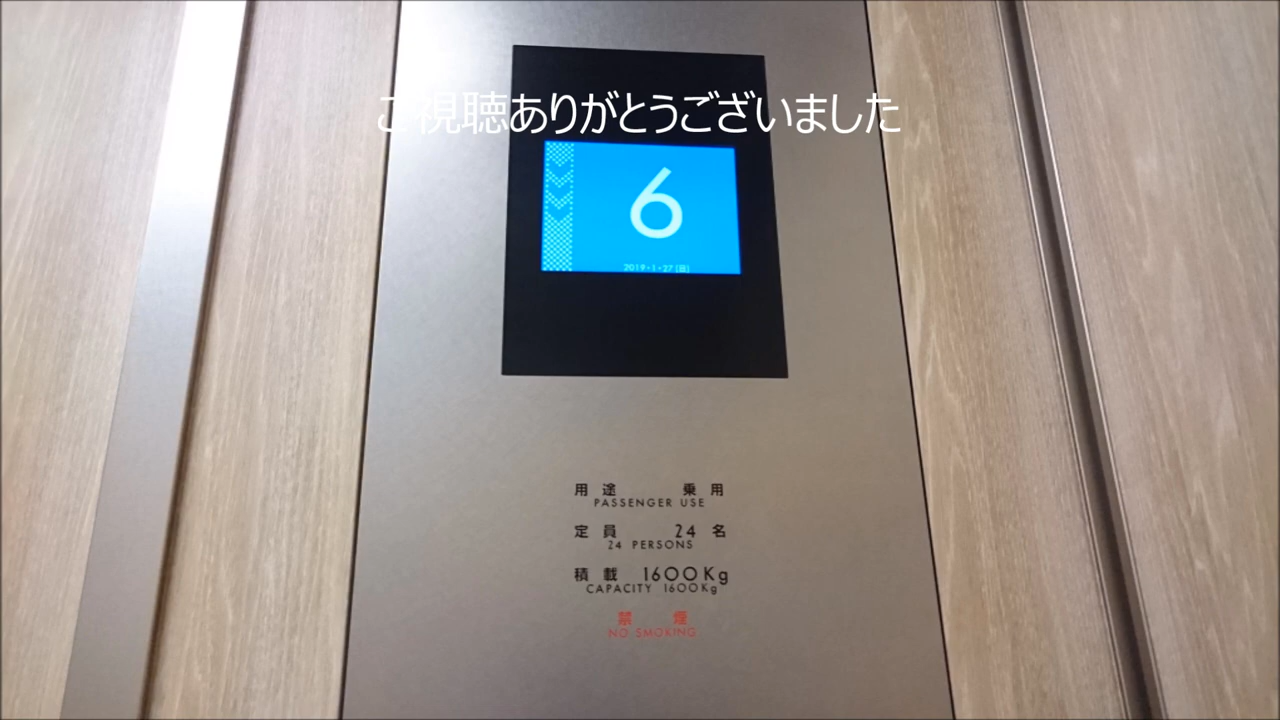 ご視聴ありがとうございました
6
2019・1・27 [日]
用途 乗用
PASSENGER USE
定員 24名
24 PERSONS
積載 1600Kg
CAPACITY 1600Kg
禁煙
NO SMOKING